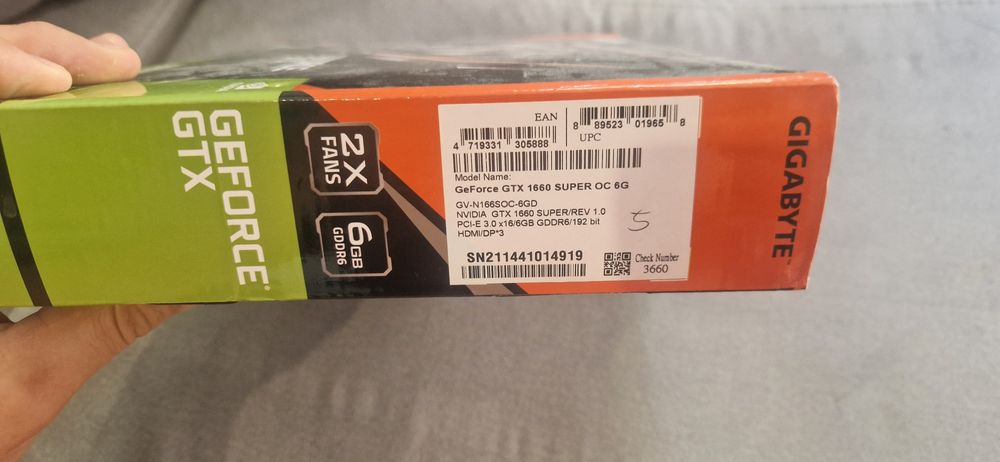 GEFORCE®
GTX
2X
FANS
6GB
GDDR6
EAN
4 719331 305888
8 89523 01965 8
UPC
Model Name:
GeForce GTX 1660 SUPER OC 6G
GV-N166SOC-6GD
NVIDIA GTX 1660 SUPER/REV 1.0
PCI-E 3.0 x16/6GB GDDR6/192 bit
HDMI/DP*3
SN211441014919
Check Number
3660
5
GIGABYTE